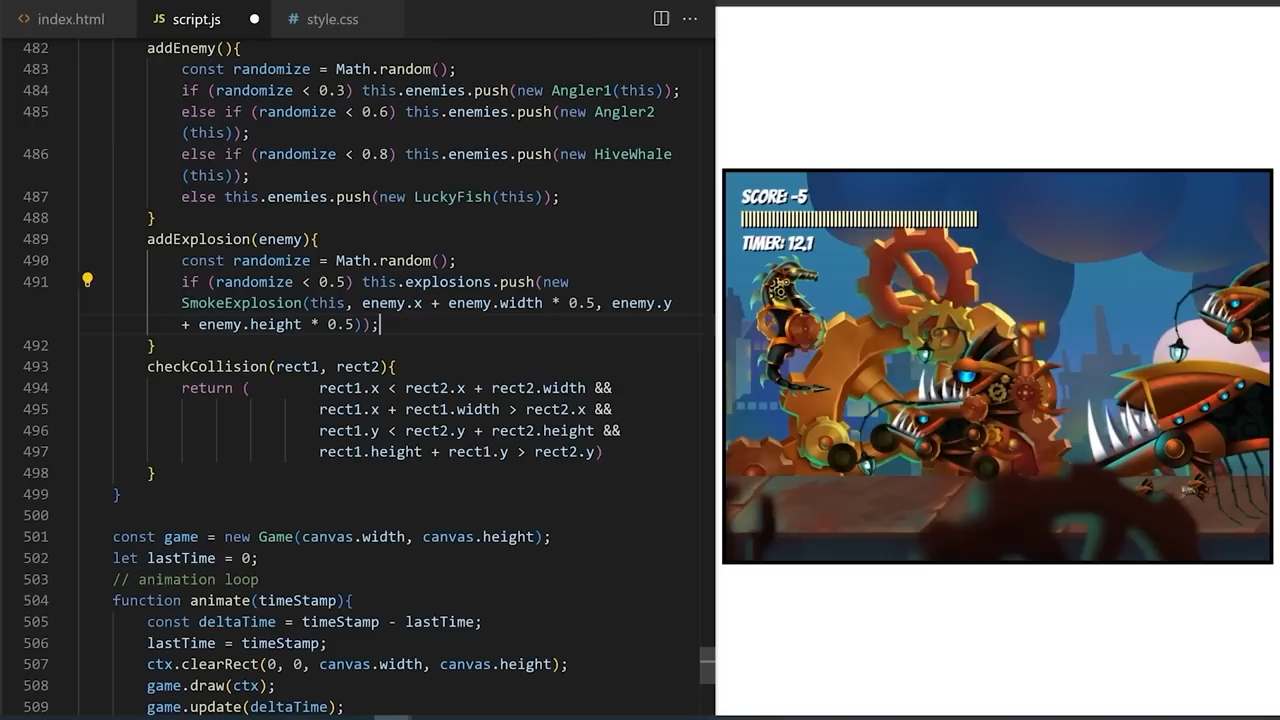 <> index.html
JS script.js
# style.css
482 addEnemy(){
483 const randomize = Math.random();
484 if (randomize < 0.3) this.enemies.push(new Angler1(this));
485 else if (randomize < 0.6) this.enemies.push(new Angler2
(this));
486 else if (randomize < 0.8) this.enemies.push(new HiveWhale
(this));
487 else this.enemies.push(new LuckyFish(this));
488 }
489 addExplosion(enemy){
490 const randomize = Math.random();
491 if (randomize < 0.5) this.explosions.push(new
SmokeExplosion(this, enemy.x + enemy.width * 0.5, enemy.y
+ enemy.height * 0.5));
492 }
493 checkCollision(rect1, rect2){
494 return ( rect1.x < rect2.x + rect2.width &&
495 rect1.x + rect1.width > rect2.x &&
496 rect1.y < rect2.y + rect2.height &&
497 rect1.height + rect1.y > rect2.y)
498 }
499 }
500
501 const game = new Game(canvas.width, canvas.height);
502 let lastTime = 0;
503 // animation loop
504 function animate(timeStamp){
505 const deltaTime = timeStamp - lastTime;
506 lastTime = timeStamp;
507 ctx.clearRect(0, 0, canvas.width, canvas.height);
508 game.draw(ctx);
509 game.update(deltaTime);
SCORE: -5
TIMER: 12.1